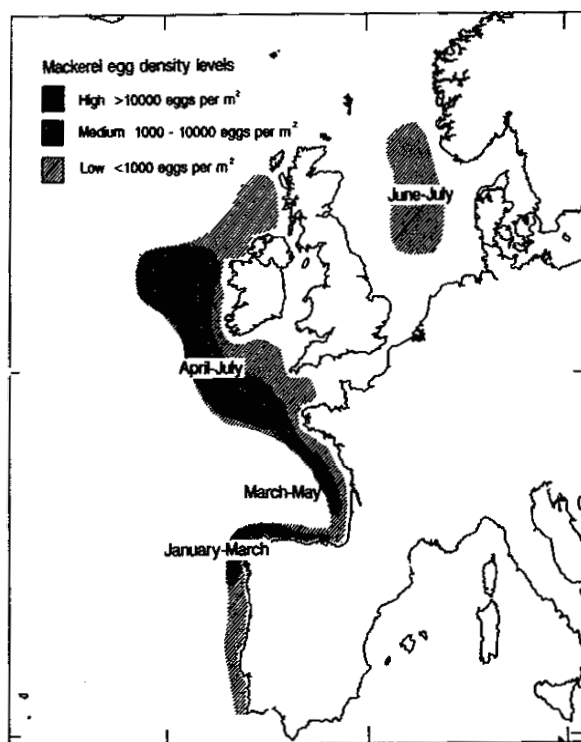 Mackerel egg density levels
High >10000 eggs per m²
Medium 1000 - 10000 eggs per m²
Low <1000 eggs per m²
June-July
April-July
March-May
January-March